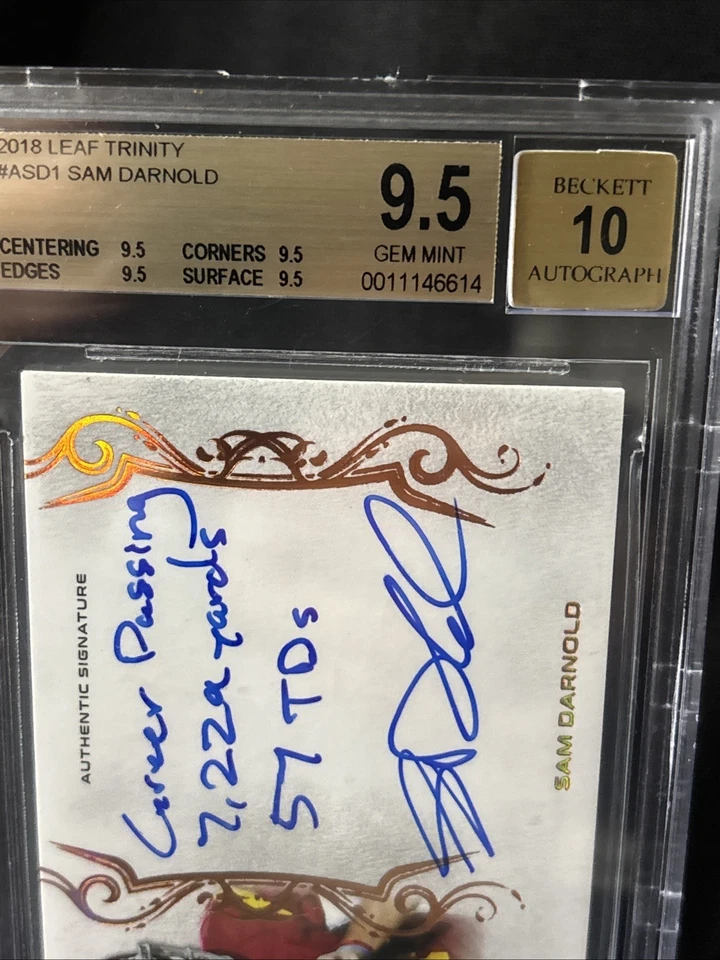 2018 LEAF TRINITY
#ASD1 SAM DARNOLD
CENTERING 9.5 CORNERS 9.5
EDGES 9.5 SURFACE 9.5
9.5
GEM MINT
0011146614
BECKETT
10
AUTOGRAPH
AUTHENTIC SIGNATURE
Career Passing
7,229 yards
57 TDs
SAM DARNOLD